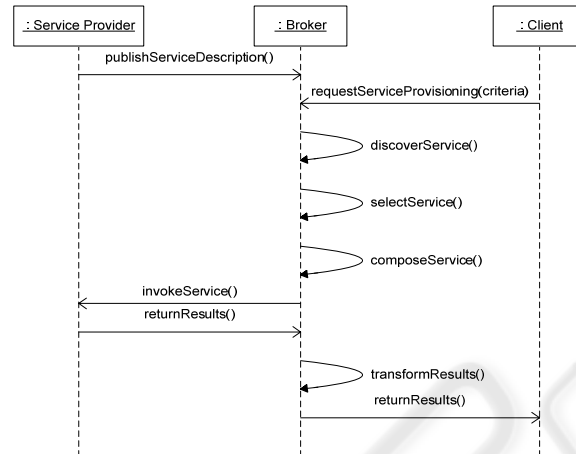 : Service Provider
: Broker
: Client
publishServiceDescription()
requestServiceProvisioning(criteria)
discoverService()
selectService()
composeService()
invokeService()
returnResults()
transformResults()
returnResults()